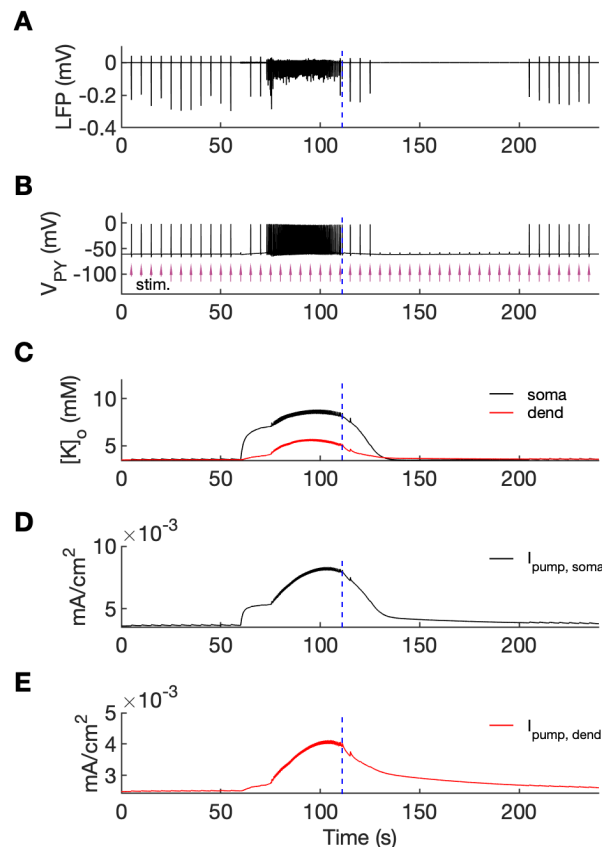 A
LFP (mV)
0
-0.2
-0.4
0 50 100 150 200
B
V_PY (mV)
0
-50
-100
stim.
0 50 100 150 200
C
[K]_o (mM)
10
5
soma
dend
0 50 100 150 200
D
× 10^-3
mA/cm^2
10
5
I_pump, soma
0 50 100 150 200
E
× 10^-3
mA/cm^2
5
4
3
I_pump, dend
0 50 100 150 200
Time (s)